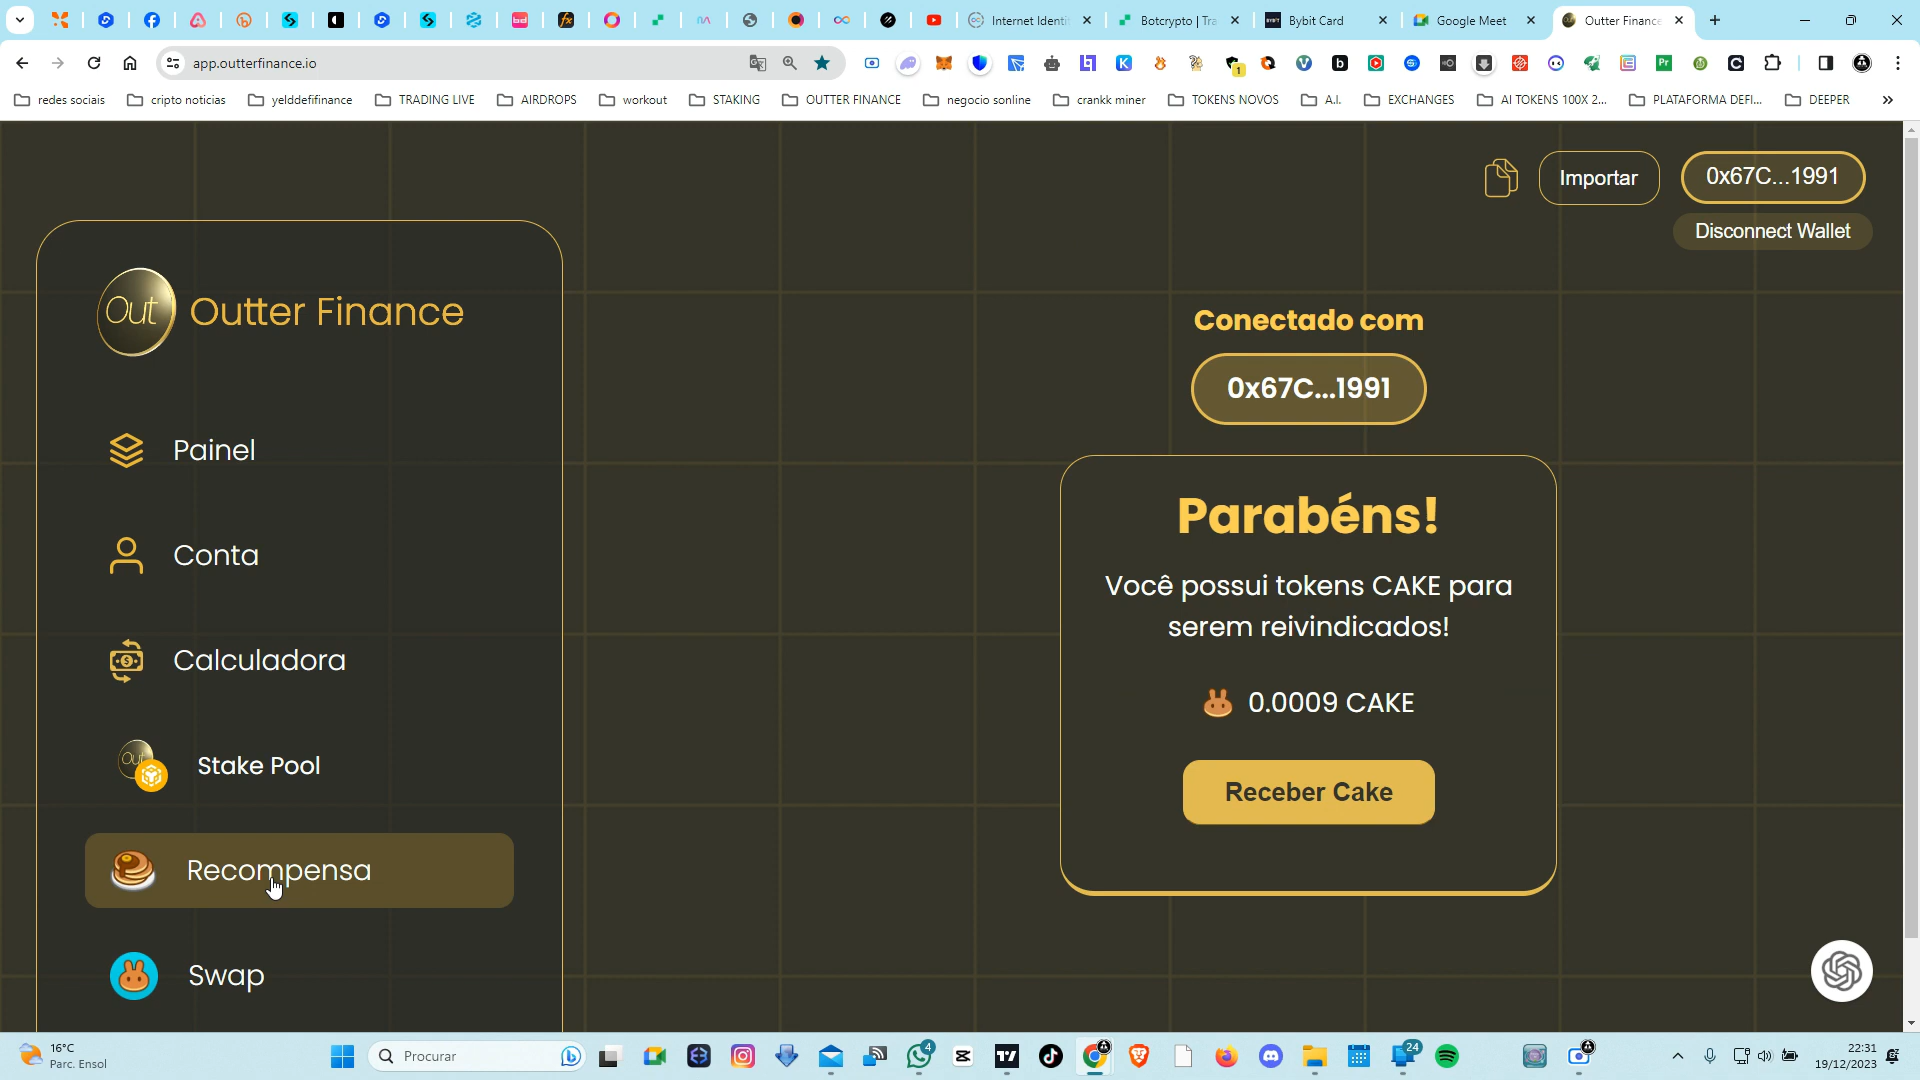 Internet Identi
Botcrypto | Tra
Bybit Card
Google Meet
Outter Finance
app.outterfinance.io
redes sociais
cripto noticias
yelddefifinance
TRADING LIVE
AIRDROPS
workout
STAKING
OUTTER FINANCE
negocio sonline
crankk miner
TOKENS NOVOS
A.I.
EXCHANGES
AI TOKENS 100X 2...
PLATAFORMA DEFI...
DEEPER
Importar
0x67C...1991
Disconnect Wallet
Out
Outter Finance
Painel
Conta
Calculadora
Stake Pool
Recompensa
Swap
Conectado com
0x67C...1991
Parabéns!
Você possui tokens CAKE para
serem reivindicados!
0.0009 CAKE
Receber Cake
16°C
Parc. Ensol
Procurar
4
24
22:31
19/12/2023